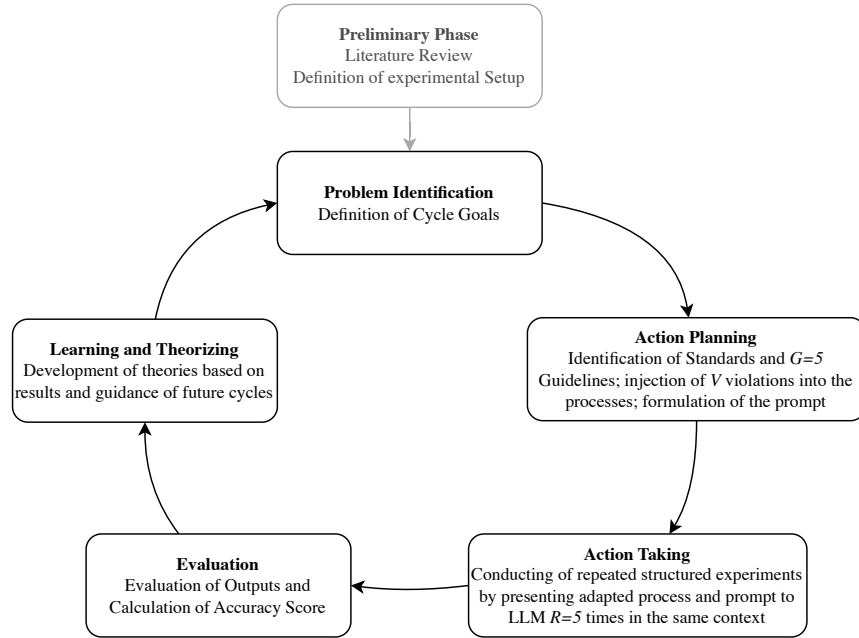 Preliminary Phase
Literature Review
Definition of experimental Setup
Problem Identification
Definition of Cycle Goals
Learning and Theorizing
Development of theories based on
results and guidance of future cycles
Action Planning
Identification of Standards and G=5
Guidelines; injection of V violations into the
processes; formulation of the prompt
Evaluation
Evaluation of Outputs and
Calculation of Accuracy Score
Action Taking
Conducting of repeated structured experiments
by presenting adapted process and prompt to
LLM R=5 times in the same context